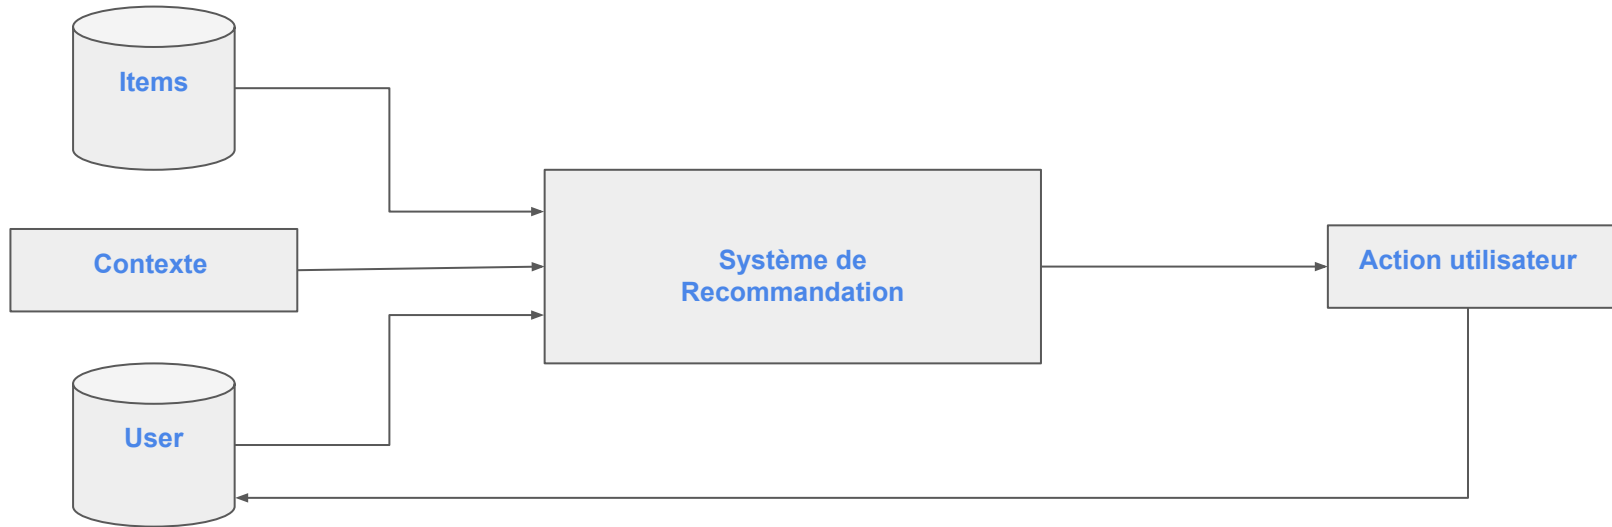 Items
Contexte
Système de
Recommandation
Action utilisateur
User